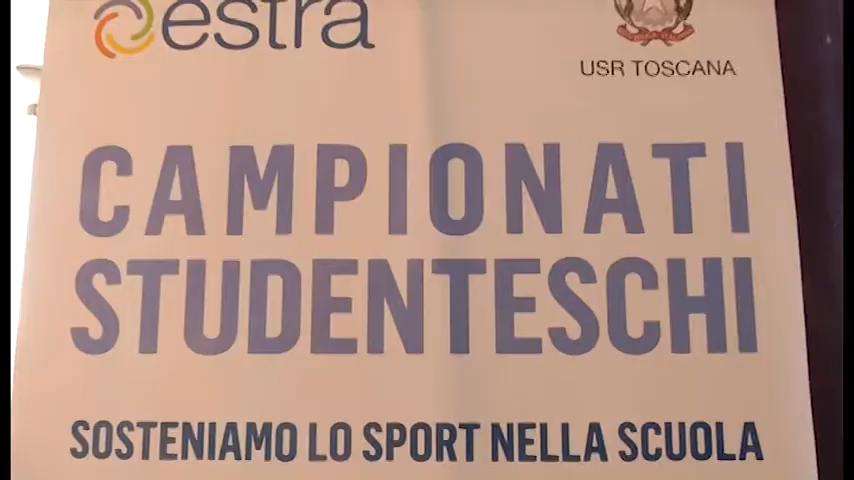 estra
USR TOSCANA
CAMPIONATI
STUDENTESCHI
SOSTENIAMO LO SPORT NELLA SCUOLA